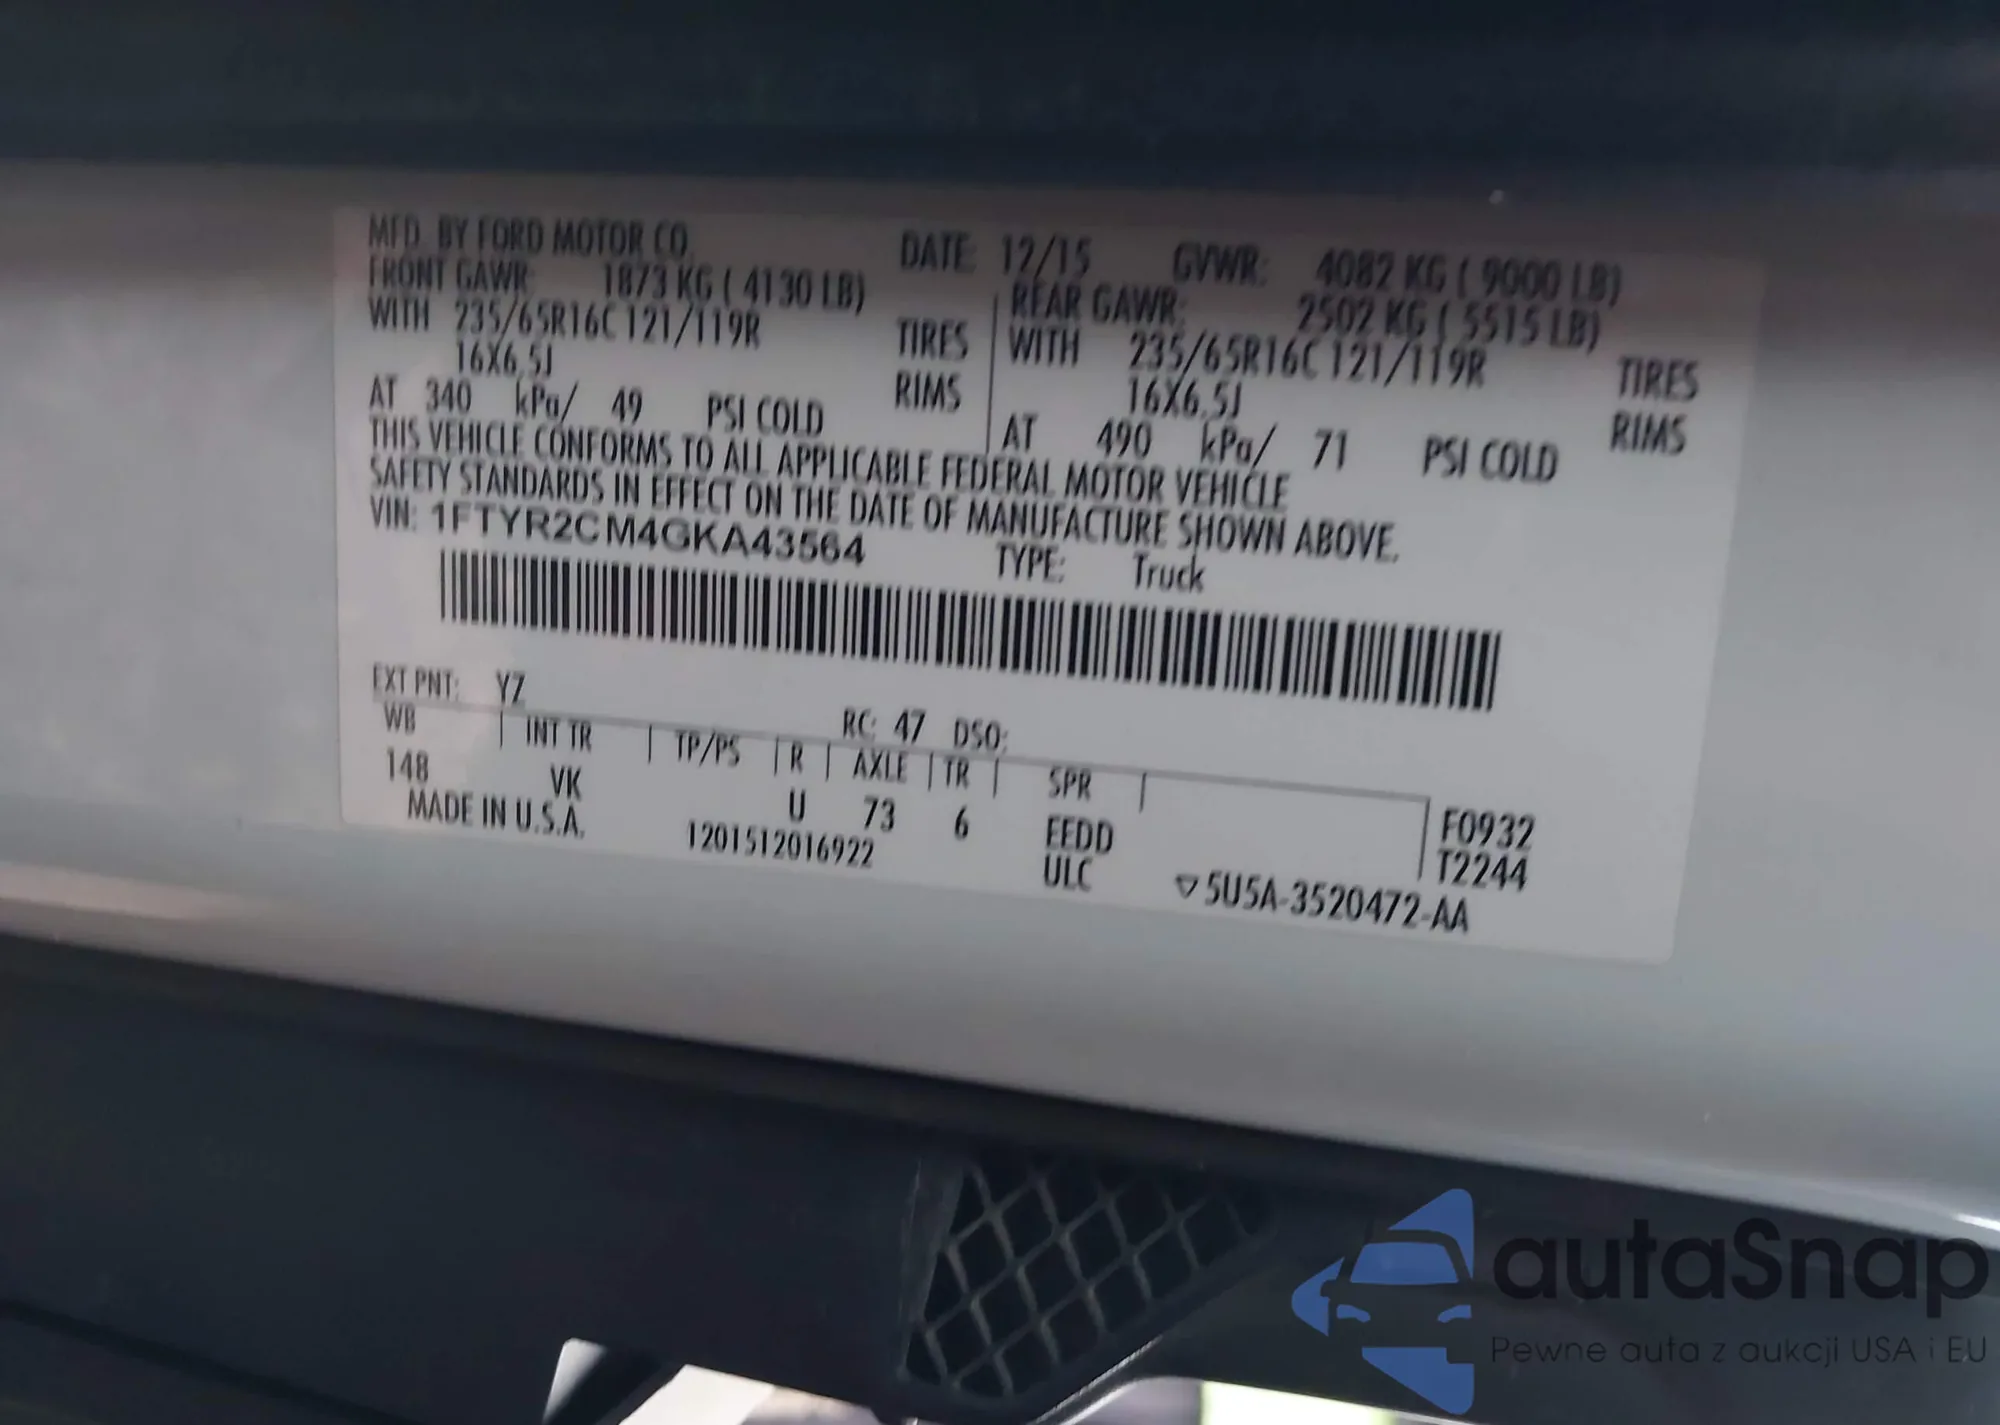 MFD. BY FORD MOTOR CO. DATE: 12/15 GVWR: 4082 KG ( 9000 LB)
FRONT GAWR: 1873 KG ( 4130 LB) REAR GAWR: 2502 KG ( 5515 LB)
WITH 235/65R16C 121/119R TIRES WITH 235/65R16C 121/119R TIRES
16X6.5J RIMS 16X6.5J RIMS
AT 340 kPa/ 49 PSI COLD AT 490 kPa/ 71 PSI COLD
THIS VEHICLE CONFORMS TO ALL APPLICABLE FEDERAL MOTOR VEHICLE
SAFETY STANDARDS IN EFFECT ON THE DATE OF MANUFACTURE SHOWN ABOVE.
VIN: 1FTYR2CM4GKA43564 TYPE: Truck
EXT PNT: YZ RC: 47 DSO:
WB INT TR TP/PS R AXLE TR SPR
148 VK U 73 6 EEDD F0932
MADE IN U.S.A. 1201512016922 ULC T2244
▽5U5A-3520472-AA
autaSnap
Pewne auta z aukcji USA i EU